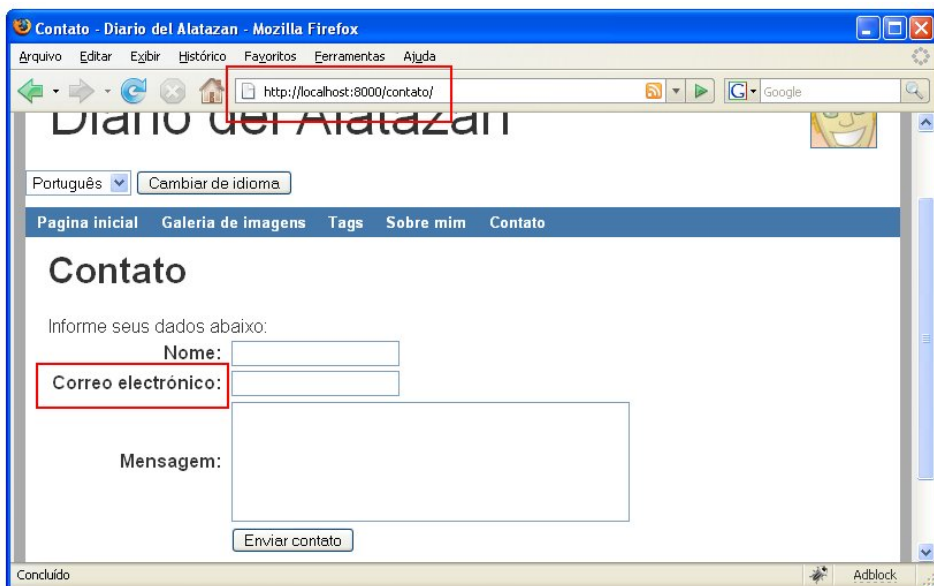 Contato - Diario del Alatazan - Mozilla Firefox
Arquivo Editar Exibir Histórico Favoritos Ferramentas Ajuda
http://localhost:8000/contato/
G Google
Diario del Alatazan
Português Cambiar de idioma
Pagina inicial Galeria de imagens Tags Sobre mim Contato
Contato
Informe seus dados abaixo:
Nome:
Correo electrónico:
Mensagem:
Enviar contato
Concluído Adblock